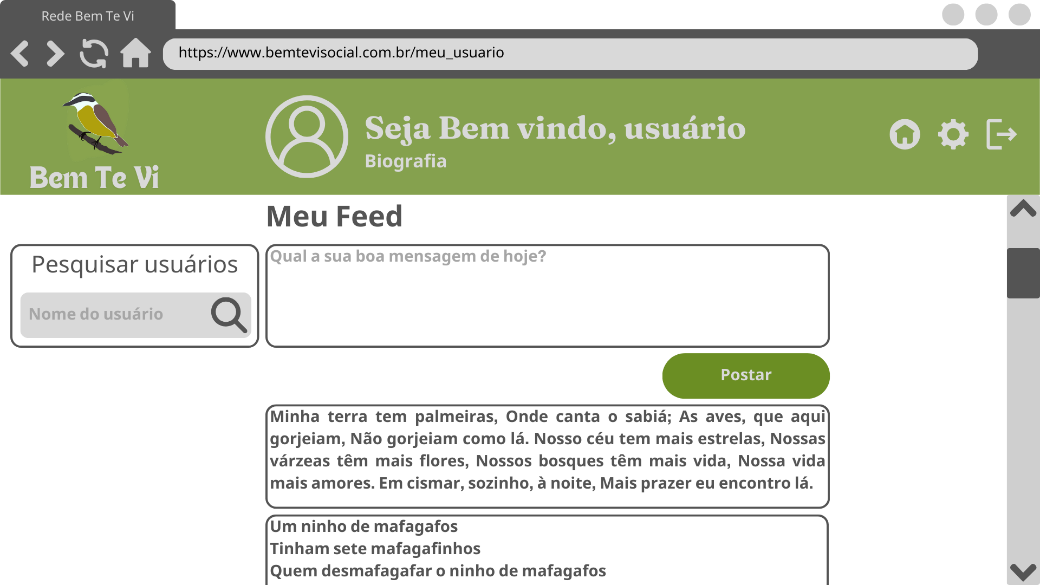 Rede Bem Te Vi
https://www.bemtevisocial.com.br/meu_usuario
Bem Te Vi
Seja Bem vindo, usuário
Biografia
Meu Feed
Pesquisar usuários
Nome do usuário
Qual a sua boa mensagem de hoje?
Postar
Minha terra tem palmeiras, Onde canta o sabiá; As aves, que aqui
gorjeiam, Não gorjeiam como lá. Nosso céu tem mais estrelas, Nossas
várzeas têm mais flores, Nossos bosques têm mais vida, Nossa vida
mais amores. Em cismar, sozinho, à noite, Mais prazer eu encontro lá.
Um ninho de mafagafos
Tinham sete mafagafinhos
Quem desmafagafar o ninho de mafagafos